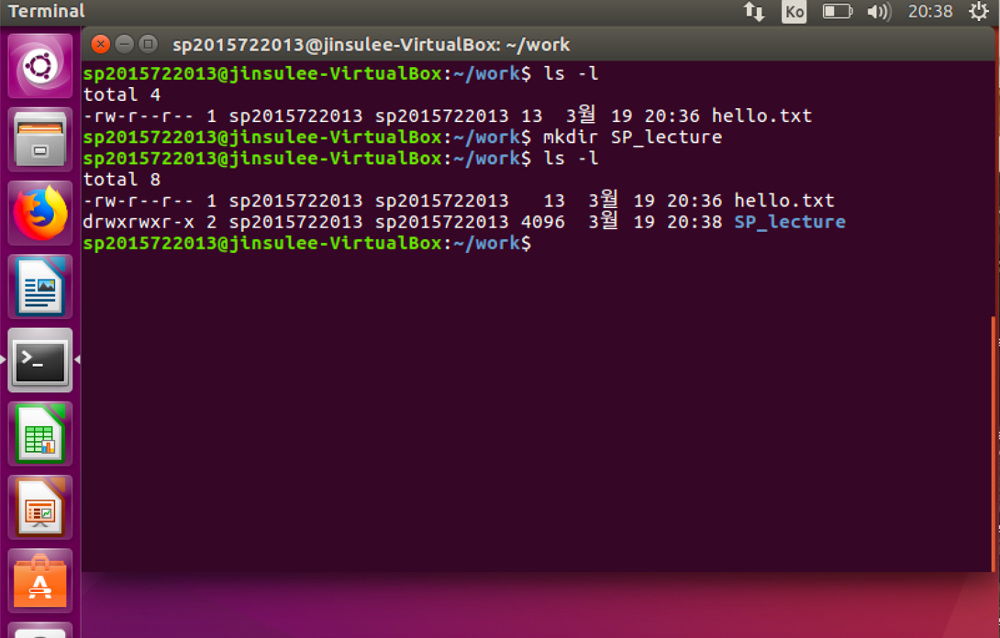 Terminal
Ko
20:38
sp2015722013@jinsulee-VirtualBox: ~/work
sp2015722013@jinsulee-VirtualBox:~/work$ ls -l
total 4
-rw-r--r-- 1 sp2015722013 sp2015722013 13  3월 19 20:36 hello.txt
sp2015722013@jinsulee-VirtualBox:~/work$ mkdir SP_lecture
sp2015722013@jinsulee-VirtualBox:~/work$ ls -l
total 8
-rw-r--r-- 1 sp2015722013 sp2015722013   13  3월 19 20:36 hello.txt
drwxrwxr-x 2 sp2015722013 sp2015722013 4096  3월 19 20:38 SP_lecture
sp2015722013@jinsulee-VirtualBox:~/work$